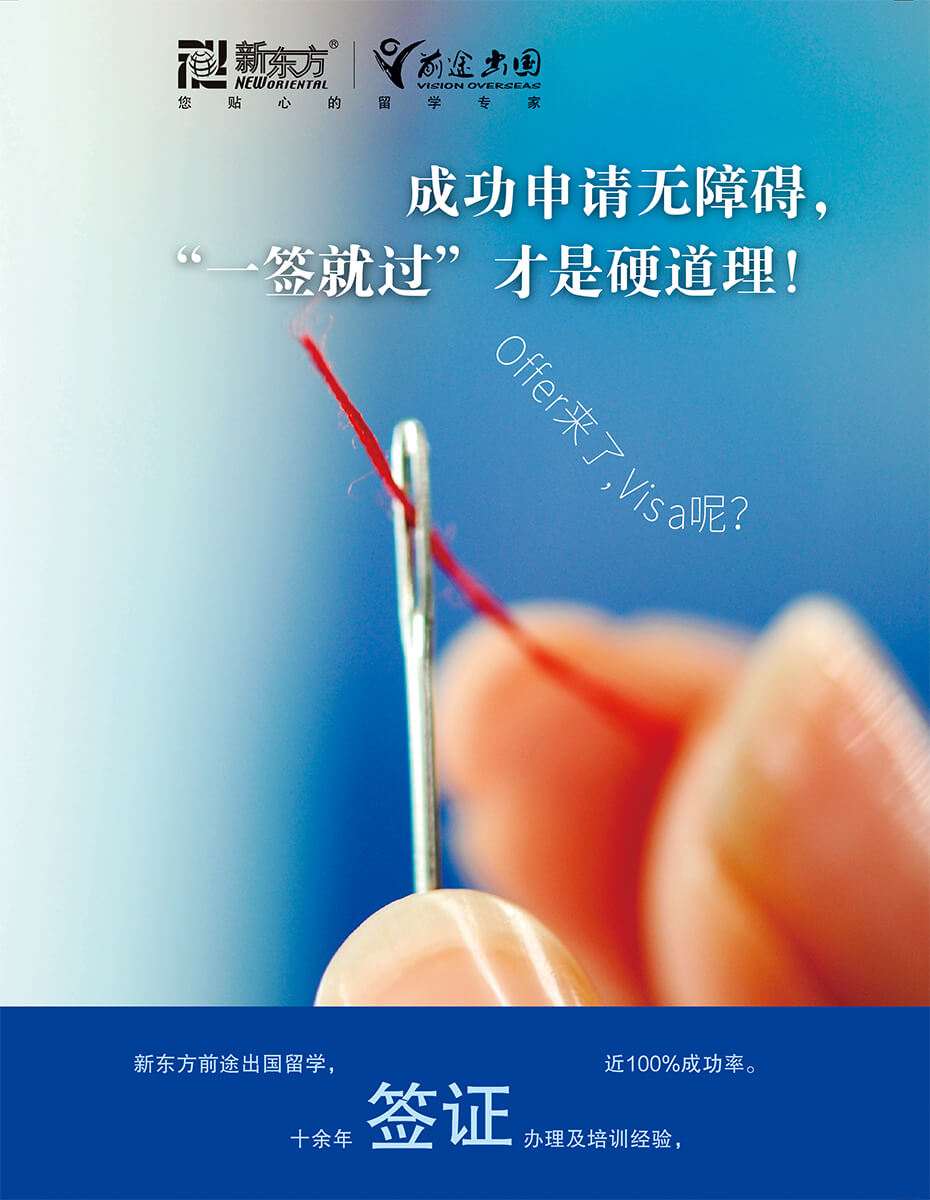 新东方®
NEW ORIENTAL
前途出国
VISION OVERSEAS
您贴心的留学专家
成功申请无障碍，
“一签就过”才是硬道理！
Offer来了,Visa呢?
新东方前途出国留学，
十余年签证办理及培训经验，
近100%成功率。